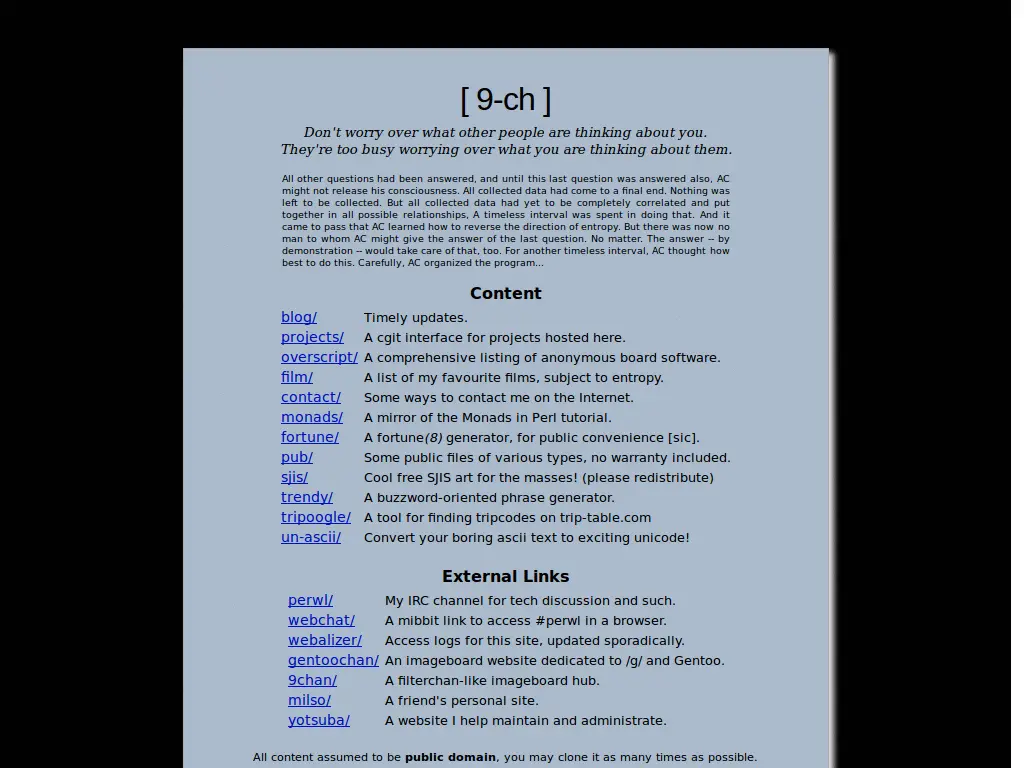 [ 9-ch ]
Don't worry over what other people are thinking about you.
They're too busy worrying over what you are thinking about them.
All other questions had been answered, and until this last question was answered also, AC
might not release his consciousness. All collected data had come to a final end. Nothing was
left to be collected. But all collected data had yet to be completely correlated and put
together in all possible relationships, A timeless interval was spent in doing that. And it
came to pass that AC learned how to reverse the direction of entropy. But there was now no
man to whom AC might give the answer of the last question. No matter. The answer -- by
demonstration -- would take care of that, too. For another timeless interval, AC thought how
best to do this. Carefully, AC organized the program...
Content
blog/ Timely updates.
projects/ A cgit interface for projects hosted here.
overscript/ A comprehensive listing of anonymous board software.
film/ A list of my favourite films, subject to entropy.
contact/ Some ways to contact me on the Internet.
monads/ A mirror of the Monads in Perl tutorial.
fortune/ A fortune(8) generator, for public convenience [sic].
pub/ Some public files of various types, no warranty included.
sjis/ Cool free SJIS art for the masses! (please redistribute)
trendy/ A buzzword-oriented phrase generator.
tripoogle/ A tool for finding tripcodes on trip-table.com
un-ascii/ Convert your boring ascii text to exciting unicode!
External Links
perwl/ My IRC channel for tech discussion and such.
webchat/ A mibbit link to access #perwl in a browser.
webalizer/ Access logs for this site, updated sporadically.
gentoochan/ An imageboard website dedicated to /g/ and Gentoo.
9chan/ A filterchan-like imageboard hub.
milso/ A friend's personal site.
yotsuba/ A website I help maintain and administrate.
All content assumed to be public domain, you may clone it as many times as possible.